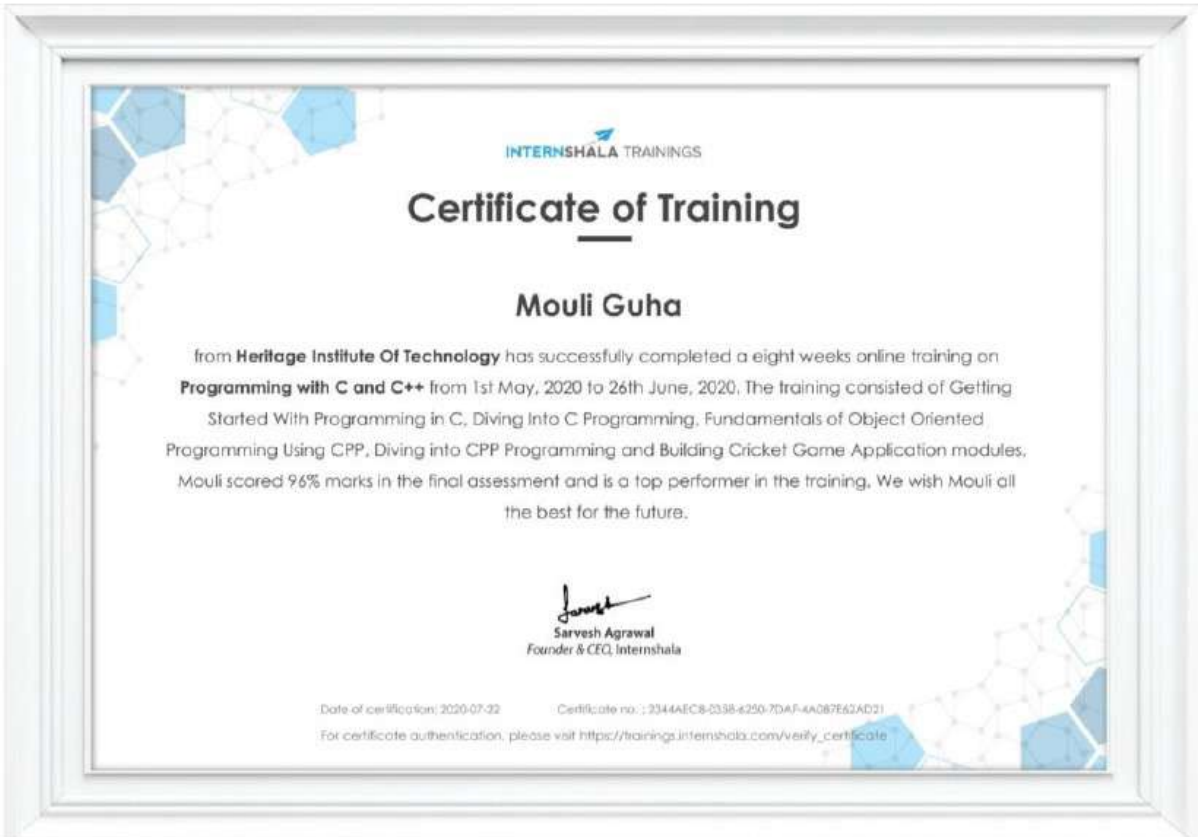 INTERNSHALA TRAININGS
Certificate of Training
Mouli Guha
from Heritage Institute Of Technology has successfully completed a eight weeks online training on
Programming with C and C++ from 1st May, 2020 to 26th June, 2020. The training consisted of Getting
Started With Programming in C, Diving Into C Programming, Fundamentals of Object Oriented
Programming Using CPP, Diving into CPP Programming and Building Cricket Game Application modules.
Mouli scored 96% marks in the final assessment and is a top performer in the training. We wish Mouli all
the best for the future.
Sarvesh Agrawal
Founder & CEO, Internshala
Date of certification: 2020-07-22 Certificate no. :
For certificate authentication, please visit https://trainings.internshala.com/verify_certificate